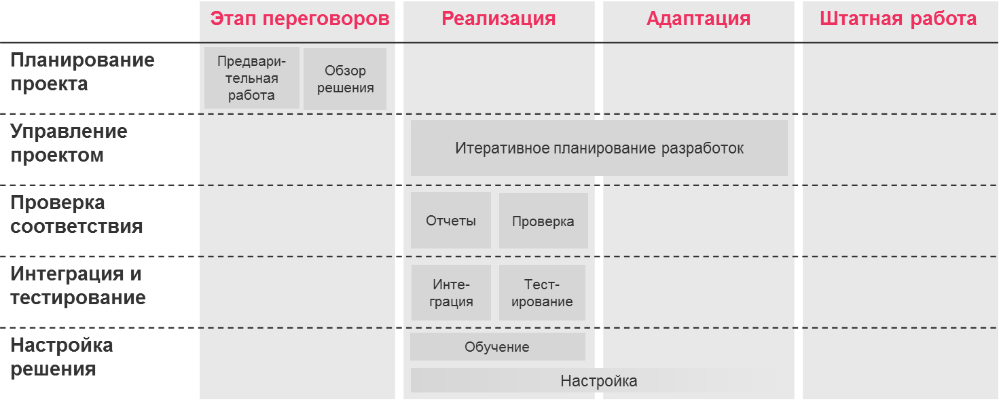 Этап переговоров
Реализация
Адаптация
Штатная работа
Планирование
проекта
Предвари-
тельная
работа
Обзор
решения
Управление
проектом
Итеративное планирование разработок
Проверка
соответствия
Отчеты
Проверка
Интеграция и
тестирование
Инте-
грация
Тест-
ирование
Настройка
решения
Обучение
Настройка